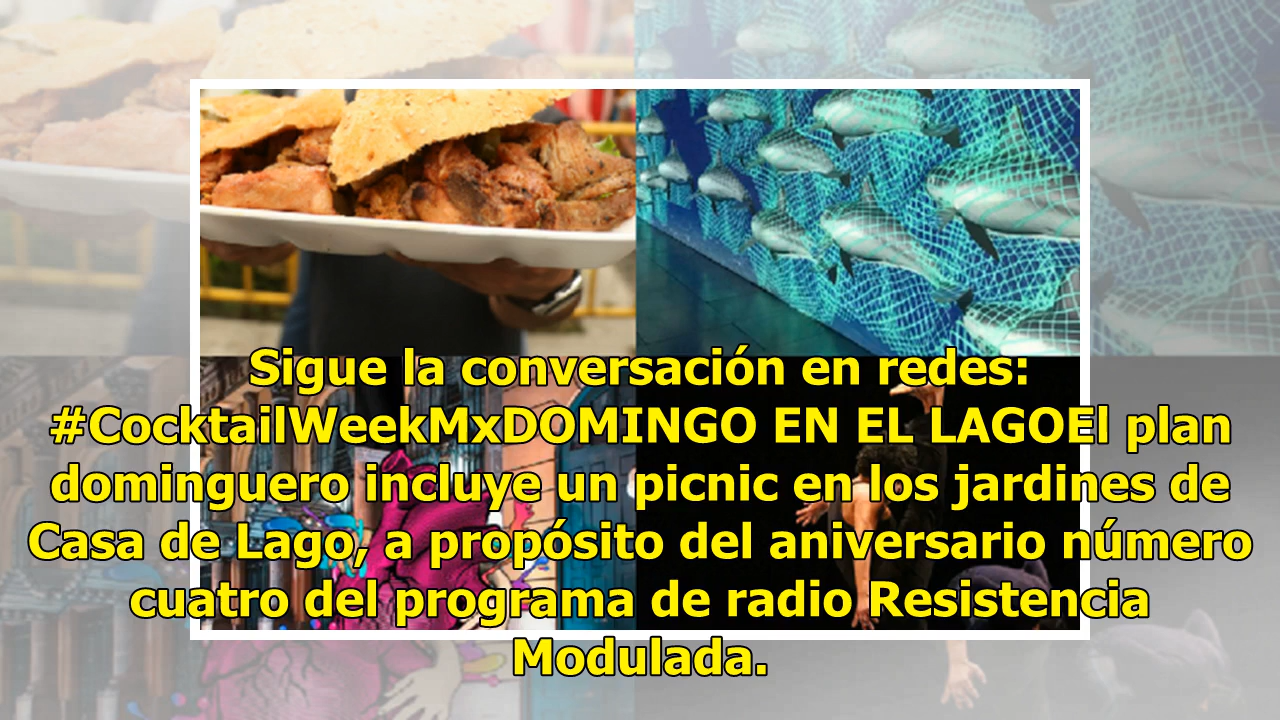 Sigue la conversación en redes:
#CocktailWeekMxDOMINGO EN EL LAGOEl plan
dominguero incluye un picnic en los jardines de
Casa de Lago, a propósito del aniversario número
cuatro del programa de radio Resistencia
Modulada.